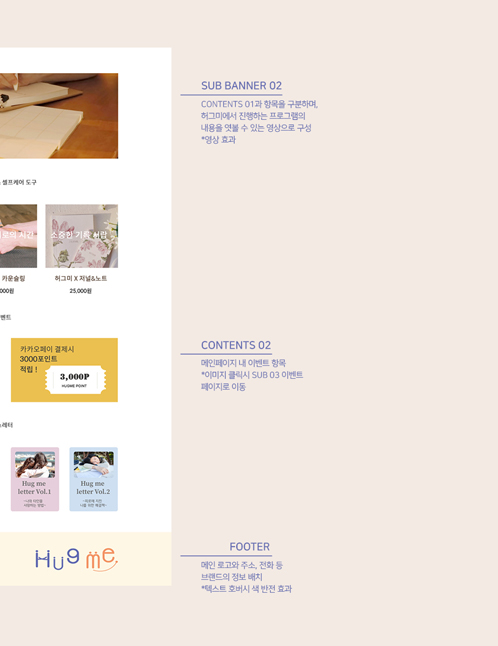 SUB BANNER 02
CONTENTS 01과 항목을 구분하며,
허그미에서 진행하는 프로그램의
내용을 엿볼 수 있는 영상으로 구성
*영상 효과
셀프케어 도구
로의 시간
소중한 기록 서랍
카운슬링
허그미 X 저널&노트
000원
25,000원
벤트
카카오페이 결제시
3000포인트
적립 !
3,000P
HUGME POINT
CONTENTS 02
메인페이지 내 이벤트 항목
*이미지 클릭시 SUB 03 이벤트
페이지로 이동
레터
Hug me
letter Vol.1
Hug me
letter Vol.2
Hug me
FOOTER
메인 로고와 주소, 전화 등
브랜드의 정보 배치
*텍스트 호버시 색 반전 효과